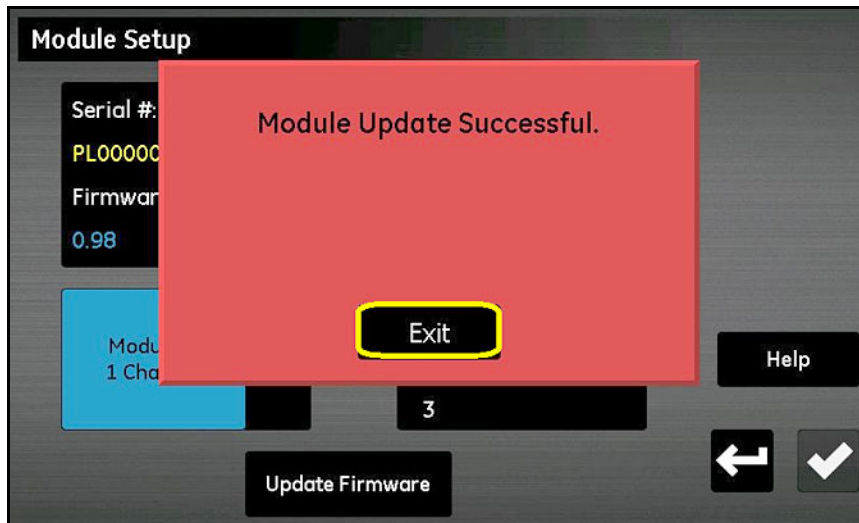 Module Setup
Serial #:
PL00000
Firmwar
0.98
Module Update Successful.
Exit
Modu
1 Cha
3
Help
Update Firmware